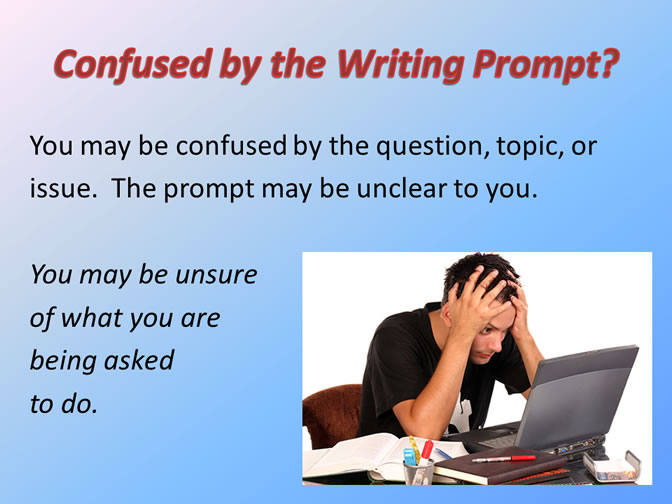 Confused by the Writing Prompt?
You may be confused by the question, topic, or
issue.  The prompt may be unclear to you.
You may be unsure
of what you are
being asked
to do.